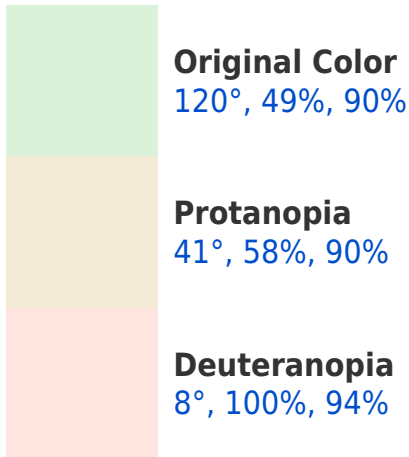 Original Color
120°, 49%, 90%
Protanopia
41°, 58%, 90%
Deuteranopia
8°, 100%, 94%